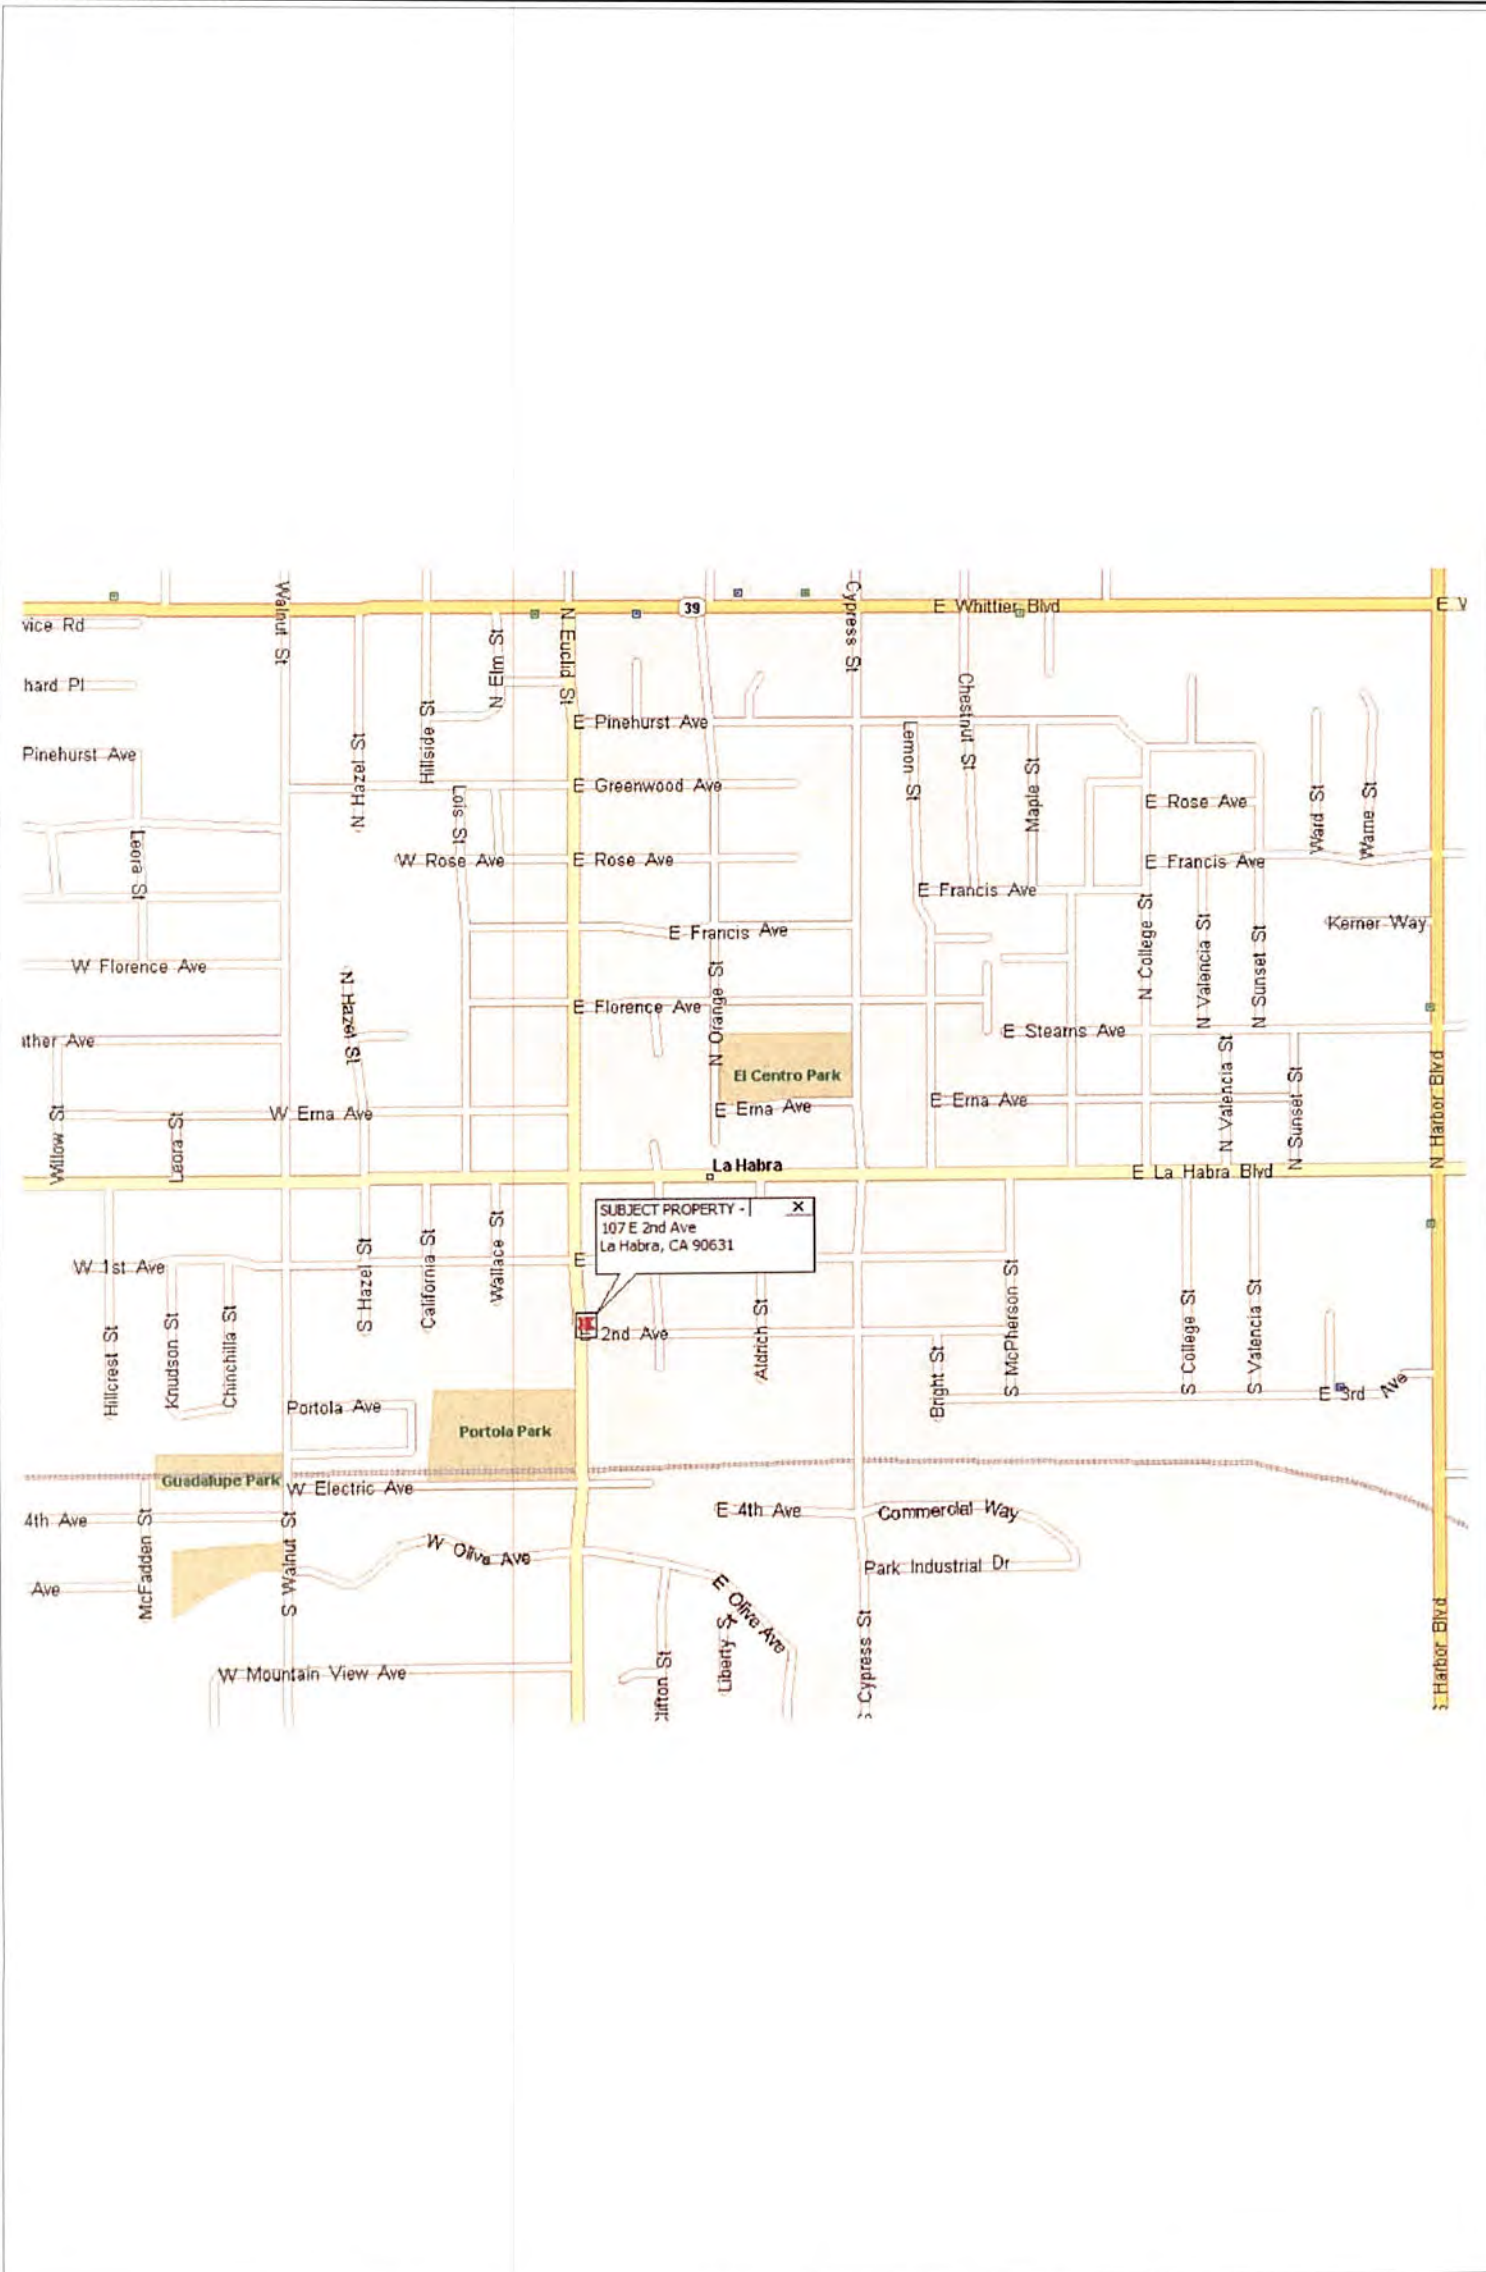 Walnut St
39
Cypress St
E Whittier Blvd
E V
vice Rd
N Elm St
N Euclid St
hard Pl
Hillside St
E Pinehurst Ave
Chestnut St
Lemon St
Pinehurst Ave
N Hazel St
E Greenwood Ave
Lois St
Maple St
E Rose Ave
Ward St
Warne St
Leora St
W Rose Ave
E Rose Ave
E Francis Ave
E Francis Ave
E Francis Ave
Kerner Way
N College St
N Valencia St
N Sunset St
W Florence Ave
N Hazel St
E Florence Ave
N Orange St
E Stearns Ave
ther Ave
El Centro Park
W Erna Ave
E Erna Ave
E Erna Ave
N Valencia St
N Sunset St
N Harbor Blvd
Willow St
Leora St
La Habra
E La Habra Blvd
SUBJECT PROPERTY - X
107 E 2nd Ave
La Habra, CA 90631
W 1st Ave
S Hazel St
California St
Wallace St
E
Hillcrest St
Knudson St
Chinchilla St
E 2nd Ave
Aldrich St
S McPherson St
Bright St
S College St
S Valencia St
E 3rd Ave
Portola Ave
Portola Park
Guadalupe Park
W Electric Ave
4th Ave
McFadden St
S Walnut St
E 4th Ave
Commercial Way
W Olive Ave
Park Industrial Dr
Ave
E Olive Ave
Liberty St
lifton St
S Cypress St
W Mountain View Ave
S Harbor Blvd